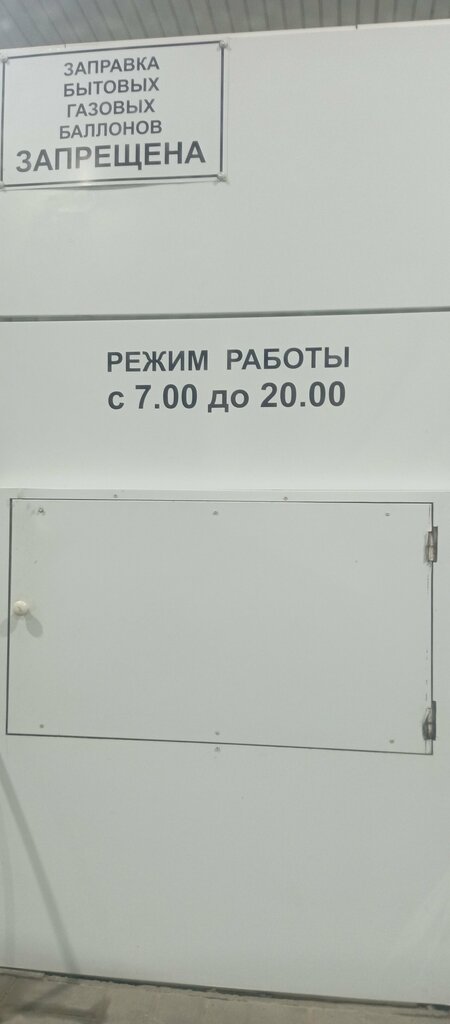 ЗАПРАВКА
БЫТОВЫХ
ГАЗОВЫХ
БАЛЛОНОВ
ЗАПРЕЩЕНА
РЕЖИМ РАБОТЫ
с 7.00 до 20.00